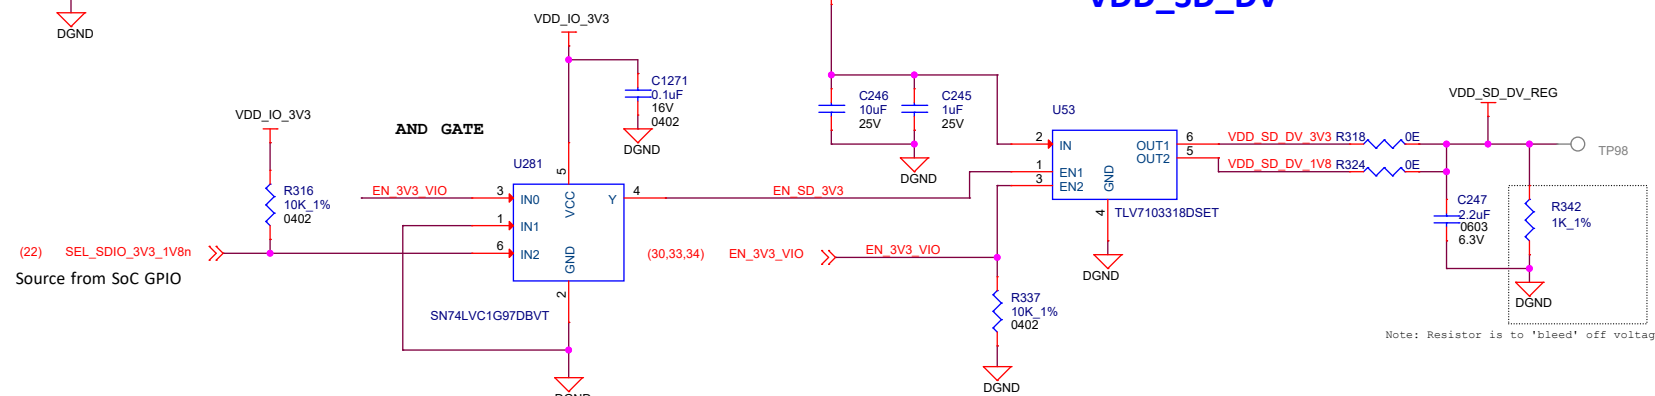 VDD_SD_DV
DGND
VDD_IO_3V3
C1271
0.1uF
16V
0402
DGND
VDD_IO_3V3
AND GATE
R316
10K_1%
0402
U281
EN_3V3_VIO
3
IN0
1
IN1
6
IN2
5
VCC
GND
2
Y
4
SN74LVC1G97DBVT
(22) SEL_SDIO_3V3_1V8n
Source from SoC GPIO
DGND
EN_SD_3V3
(30,33,34) EN_3V3_VIO
EN_3V3_VIO
R337
10K_1%
0402
DGND
C246
10uF
25V
C245
1uF
25V
DGND
U53
2
IN
1
EN1
3
EN2
OUT1
6
OUT2
5
GND
4
TLV7103318DSET
DGND
VDD_SD_DV_3V3
R318
0E
VDD_SD_DV_1V8
R324
0E
VDD_SD_DV_REG
TP98
C247
2.2uF
0603
6.3V
R342
1K_1%
DGND
Note: Resistor is to 'bleed' off voltag